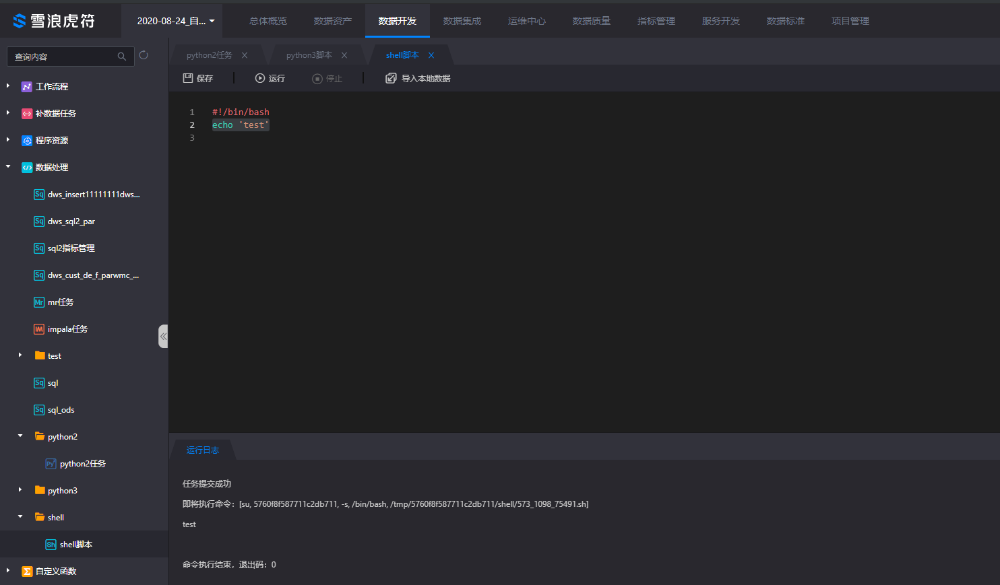 雪浪虎符
2020-08-24_自...
总体概览
数据资产
数据开发
数据集成
运维中心
数据质量
指标管理
服务开发
数据标准
项目管理
查询内容
工作流程
补数据任务
程序资源
数据处理
Sq dws_insert11111111dws...
Sq dws_sql2_par
Sq sql2指标管理
Sq dws_cust_de_f_parwmc_...
Mr mr任务
IM impala任务
test
Sq sql
Sq sql_ods
python2
Py python2任务
python3
shell
Sh shell脚本
Σ 自定义函数
python2任务 X
python3脚本 X
shell脚本 X
保存
运行
停止
导入本地数据
1 #!/bin/bash
2 echo 'test'
3
运行日志
任务提交成功
即将执行命令：[su, 5760f8f587711c2db711, -s, /bin/bash, /tmp/5760f8f587711c2db711/shell/573_1098_75491.sh]
test
命令执行结束，退出码：0